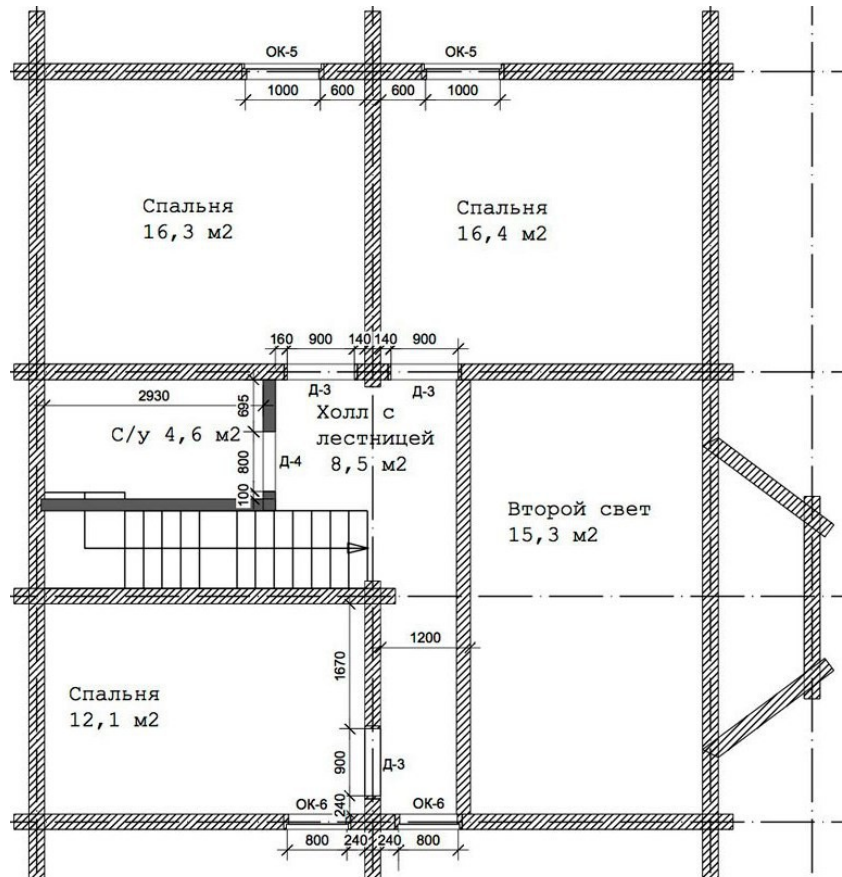 ОК-5
ОК-5
1000
600
600
1000
Спальня
16,3 м2
Спальня
16,4 м2
160
900
140
140
900
Д-3
Д-3
2930
695
Холл с
лестницей
8,5 м2
С/у 4,6 м2
Д-4
800
100
Второй свет
15,3 м2
1200
1670
Спальня
12,1 м2
900
Д-3
240
ОК-6
ОК-6
800
240
240
800